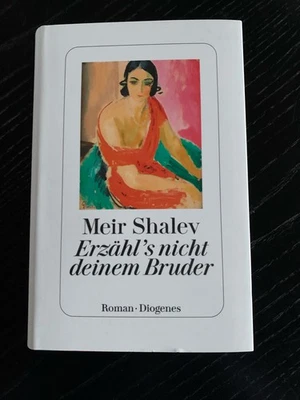 Meir Shalev
Erzähl's nicht
deinem Bruder
Roman · Diogenes